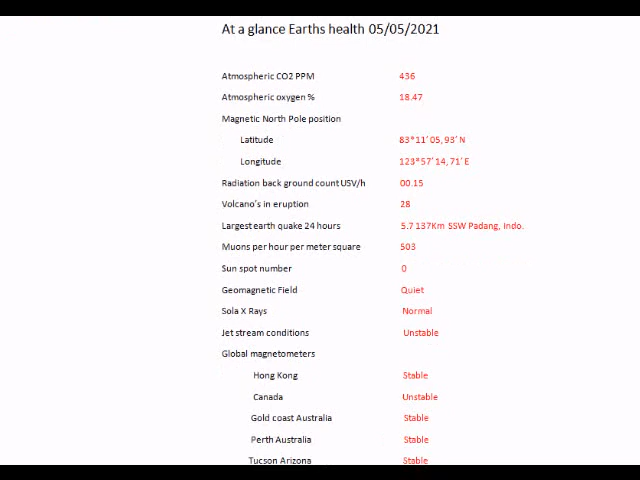 At a glance Earths health 05/05/2021
Atmospheric CO2 PPM 436
Atmospheric oxygen % 18.47
Magnetic North Pole position
Latitude 83°11’ 05, 93’ N
Longitude 123°57’ 14, 71’ E
Radiation back ground count USV/h 00.15
Volcano’s in eruption 28
Largest earth quake 24 hours 5.7 137Km SSW Padang, Indo.
Muons per hour per meter square 503
Sun spot number 0
Geomagnetic Field Quiet
Sola X Rays Normal
Jet stream conditions Unstable
Global magnetometers
Hong Kong Stable
Canada Unstable
Gold coast Australia Stable
Perth Australia Stable
Tucson Arizona Stable